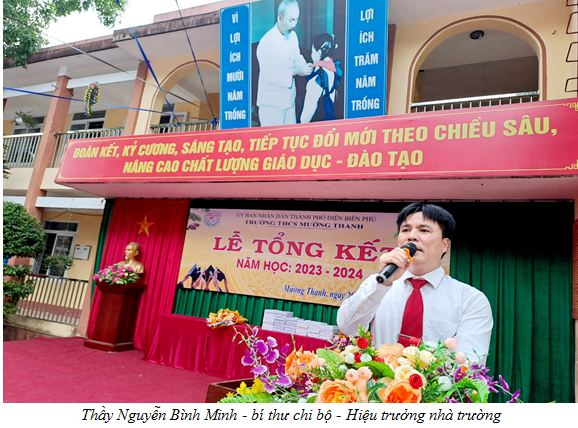 VÌ
LỢI
ÍCH
MƯỜI
NĂM
TRỒNG
LỢI
ÍCH
TRĂM
NĂM
TRỒNG
ĐOÀN KẾT, KỶ CƯƠNG, SÁNG TẠO, TIẾP TỤC ĐỔI MỚI THEO CHIỀU SÂU,
NÂNG CAO CHẤT LƯỢNG GIÁO DỤC - ĐÀO TẠO
ỦY BAN NHÂN DÂN THÀNH PHỐ ĐIỆN BIÊN PHỦ
TRƯỜNG THCS MƯỜNG THANH
LỄ TỔNG KẾT
NĂM HỌC: 2023 - 2024
Mường Thanh, ngày
Thầy Nguyễn Bình Minh - bí thư chi bộ - Hiệu trưởng nhà trường